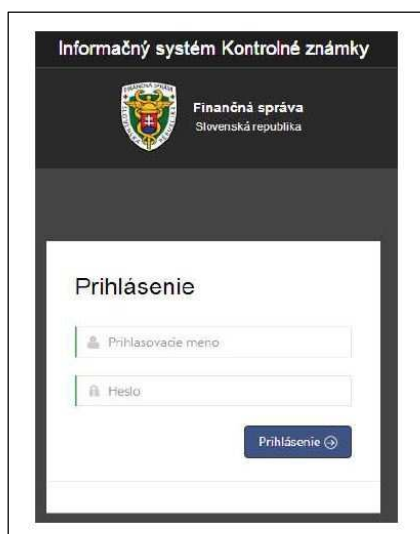 Informačný systém Kontrolné známky
Finančná správa
Slovenská republika
Prihlásenie
Prihlasovacie meno
Heslo
Prihlásenie